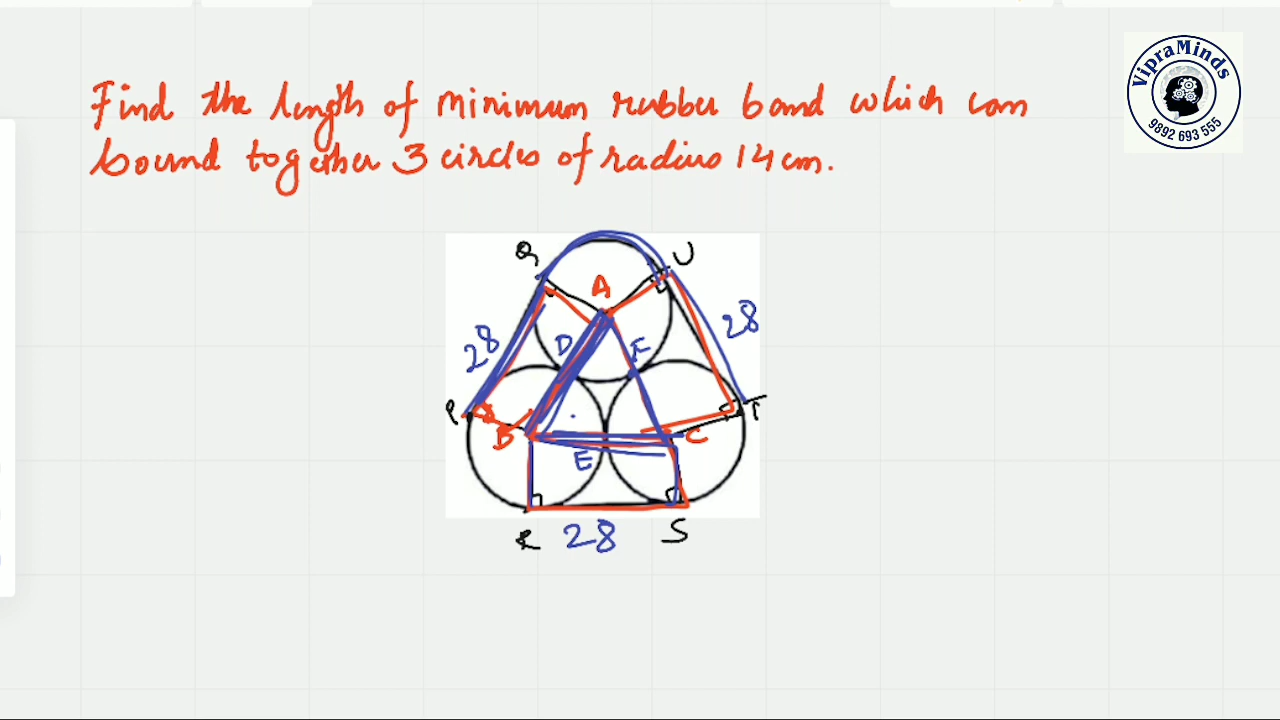 VipraMinds
9892 693 555
Find the length of minimum rubber band which can
bound together 3 circles of radius 14 cm.
Q U
A
28 D F 28
P B C T
E
R 28 S